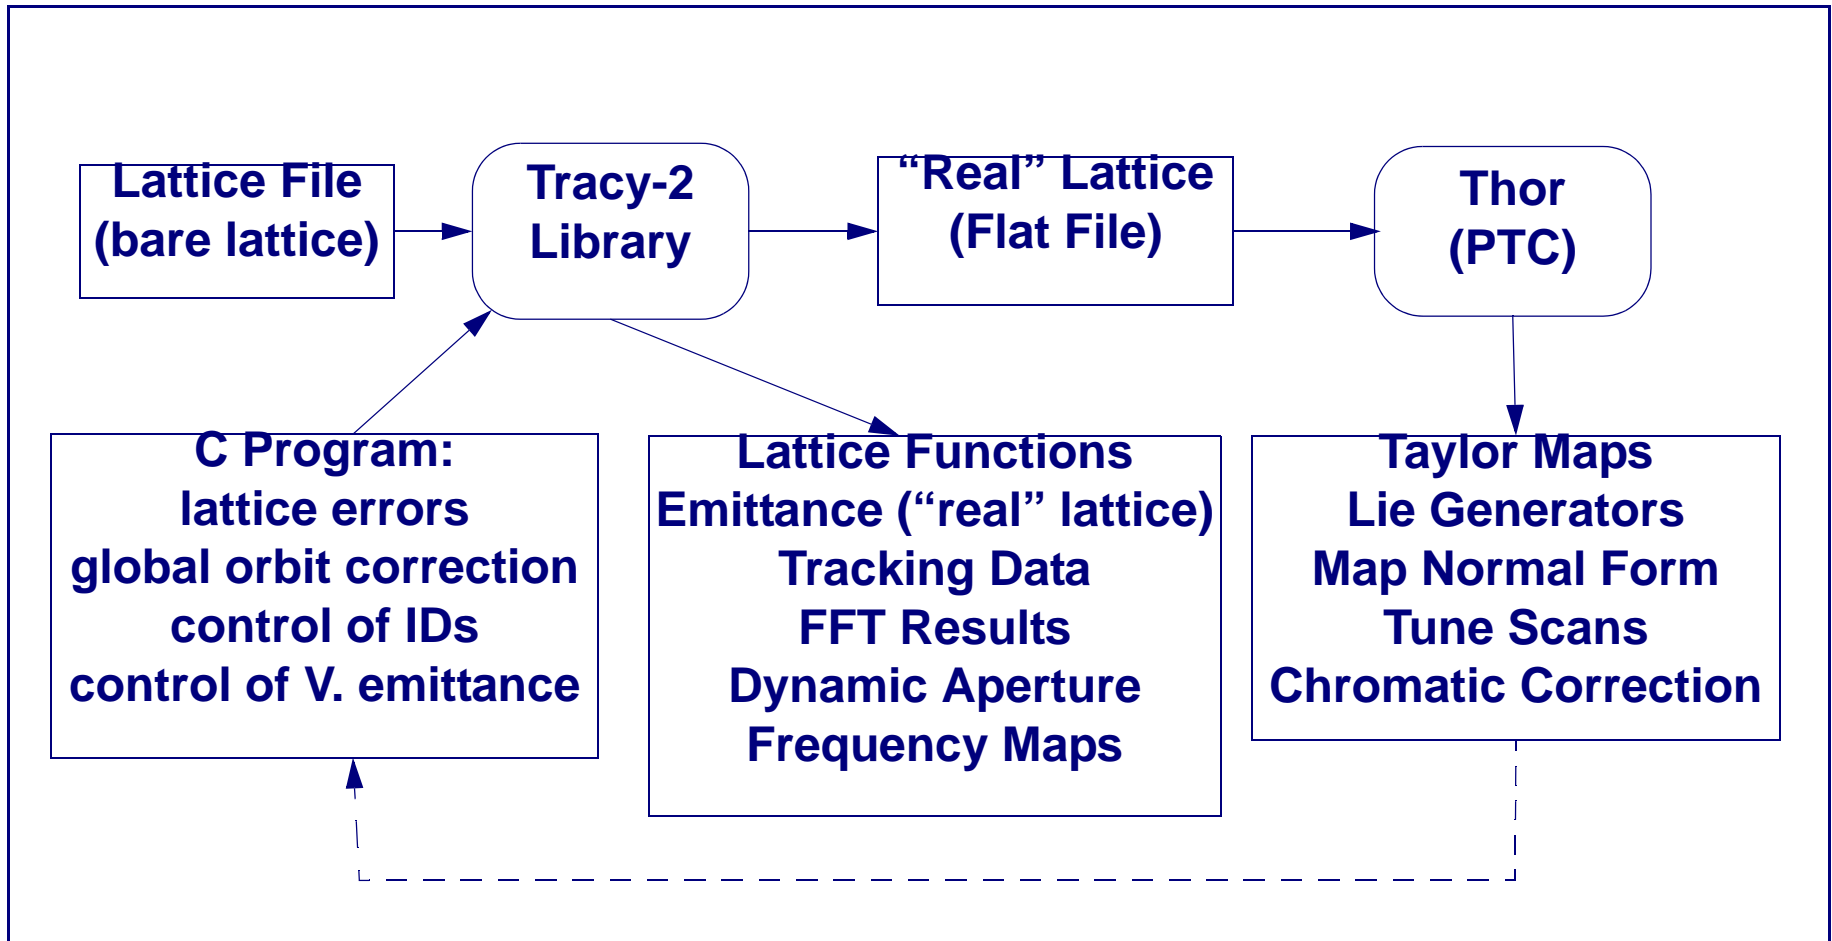 Lattice File
(bare lattice)
Tracy-2
Library
“Real” Lattice
(Flat File)
Thor
(PTC)
C Program:
lattice errors
global orbit correction
control of IDs
control of V. emittance
Lattice Functions
Emittance (“real” lattice)
Tracking Data
FFT Results
Dynamic Aperture
Frequency Maps
Taylor Maps
Lie Generators
Map Normal Form
Tune Scans
Chromatic Correction